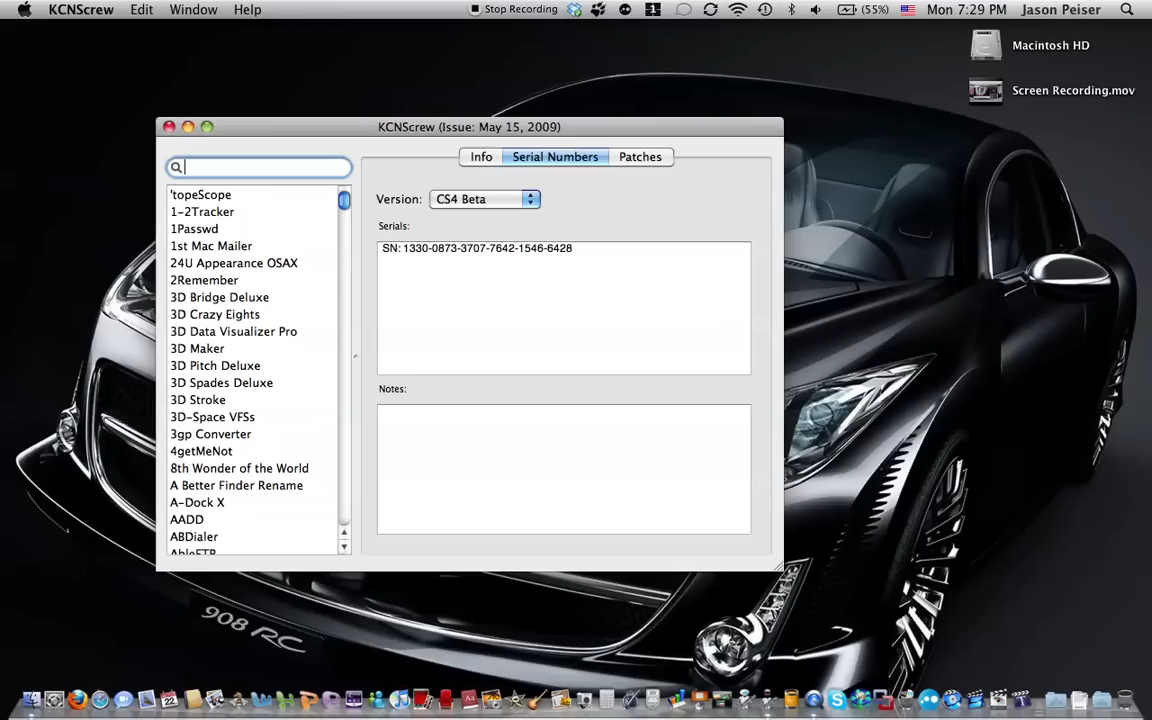 KCNScrew Edit Window Help Stop Recording 1 (55%) Mon 7:29 PM Jason Peiser
Macintosh HD
Screen Recording.mov
KCNScrew (Issue: May 15, 2009)
Info Serial Numbers Patches
'topeScope
1-2Tracker
1Passwd
1st Mac Mailer
24U Appearance OSAX
2Remember
3D Bridge Deluxe
3D Crazy Eights
3D Data Visualizer Pro
3D Maker
3D Pitch Deluxe
3D Spades Deluxe
3D Stroke
3D-Space VFSs
3gp Converter
4getMeNot
8th Wonder of the World
A Better Finder Rename
A-Dock X
AADD
ABDialer
AbleFTP
Version: CS4 Beta
Serials:
SN: 1330-0873-3707-7642-1546-6428
Notes:
908 RC